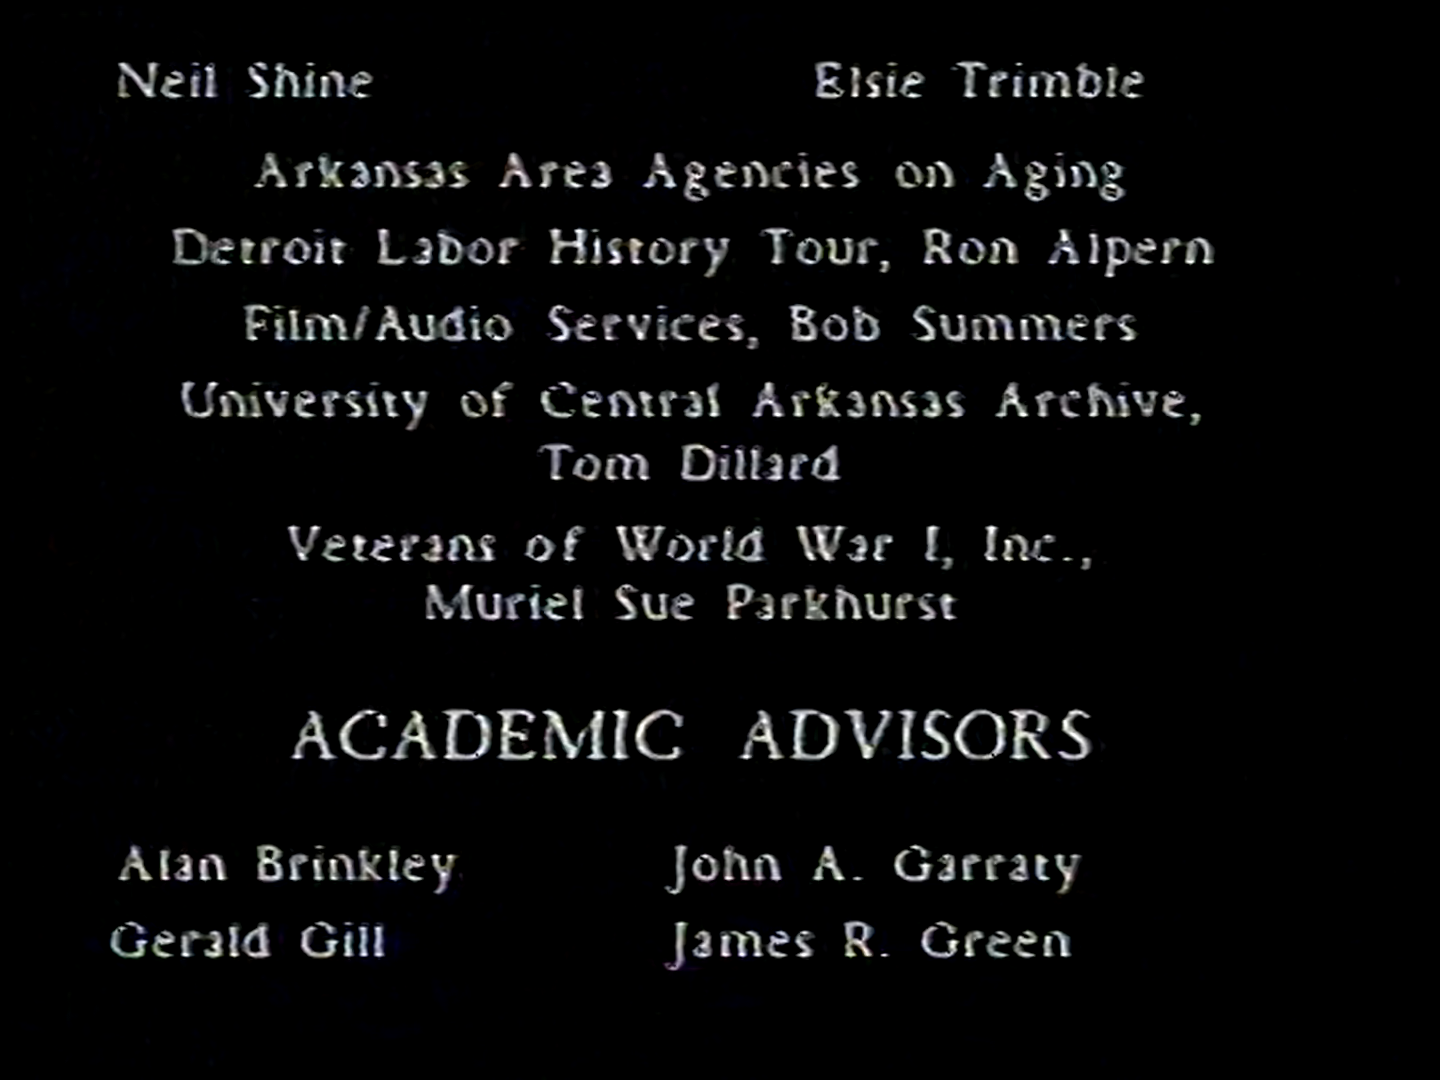 Neil Shine Elsie Trimble
Arkansas Area Agencies on Aging
Detroit Labor History Tour, Ron Alpern
Film/Audio Services, Bob Summers
University of Central Arkansas Archive,
Tom Dillard
Veterans of World War I, Inc.,
Muriel Sue Parkhurst
ACADEMIC ADVISORS
Alan Brinkley John A. Garraty
Gerald Gill James R. Green